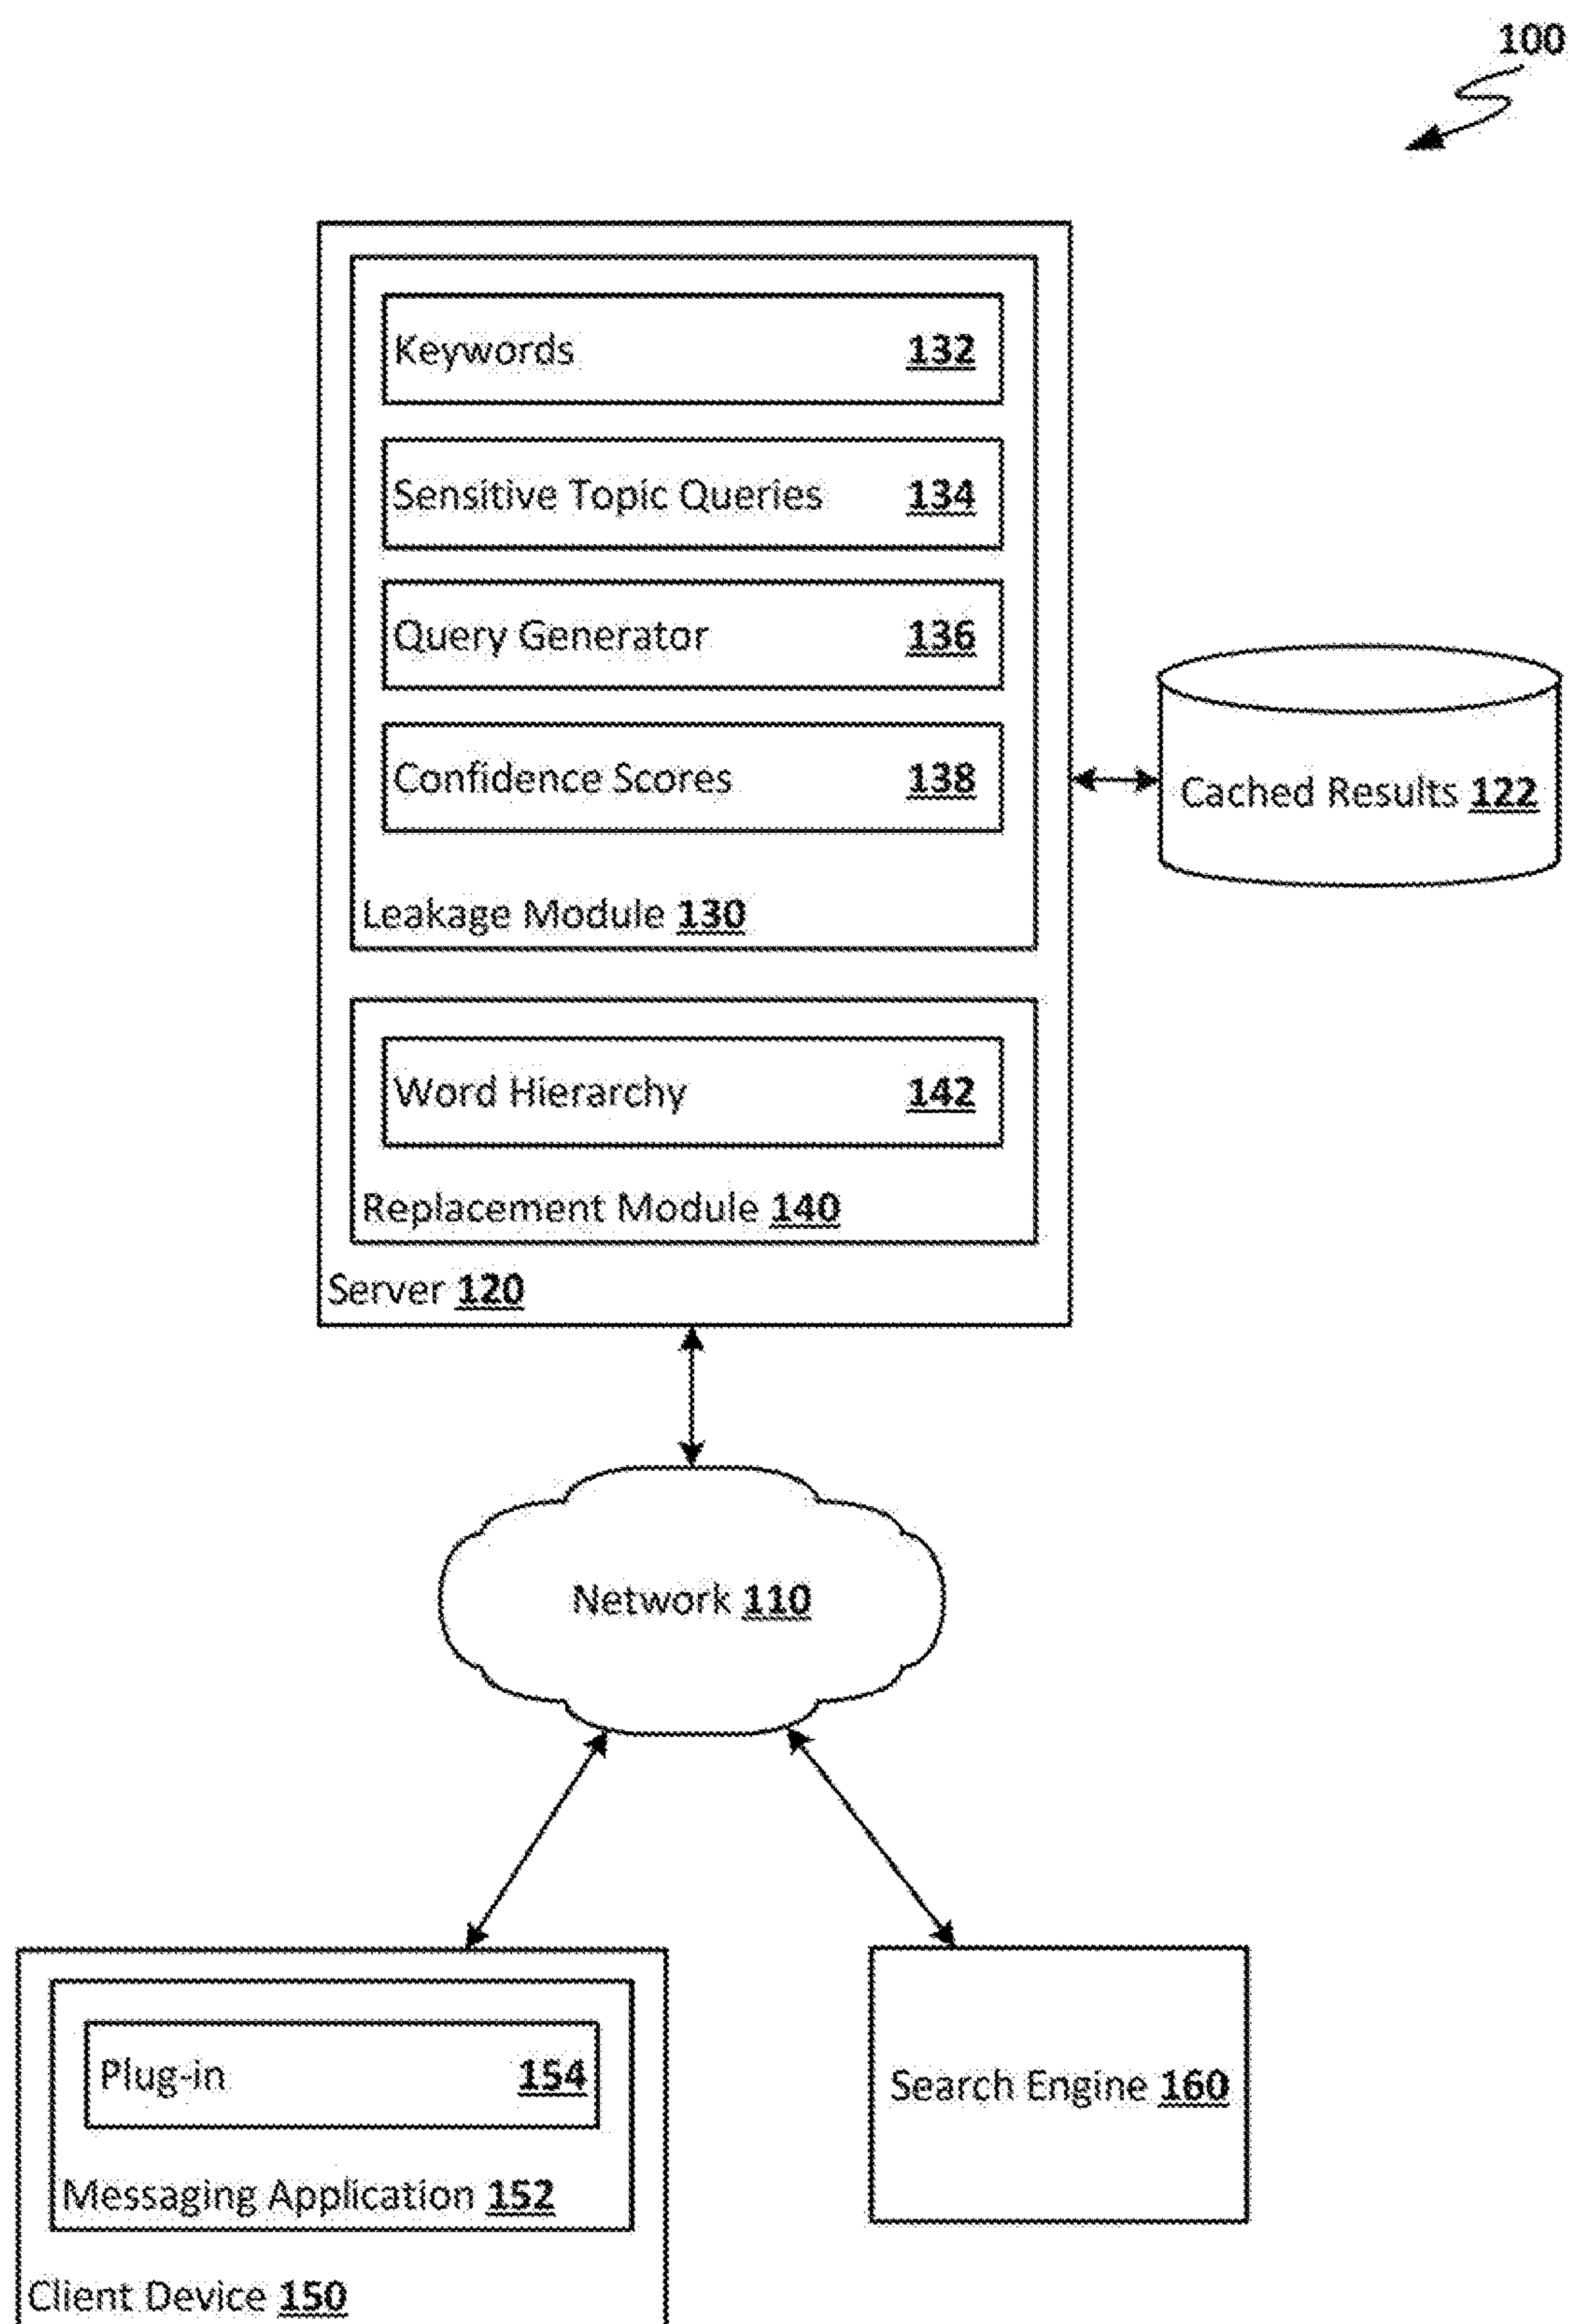 100
Keywords 132
Sensitive Topic Queries 134
Query Generator 136
Confidence Scores 138
Cached Results 122
Leakage Module 130
Word Hierarchy 142
Replacement Module 140
Server 120
Network 110
Plug-in 154
Search Engine 160
Messaging Application 152
Client Device 150